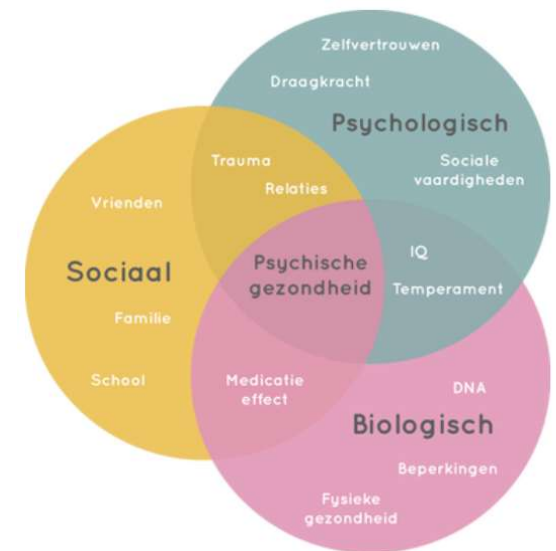 Zelfvertrouwen
Draagkracht
Psychologisch
Trauma
Sociale
vaardigheden
Relaties
Vrienden
IQ
Psychische
gezondheid
Sociaal
Temperament
Familie
School
Medicatie
effect
DNA
Biologisch
Beperkingen
Fysieke
gezondheid